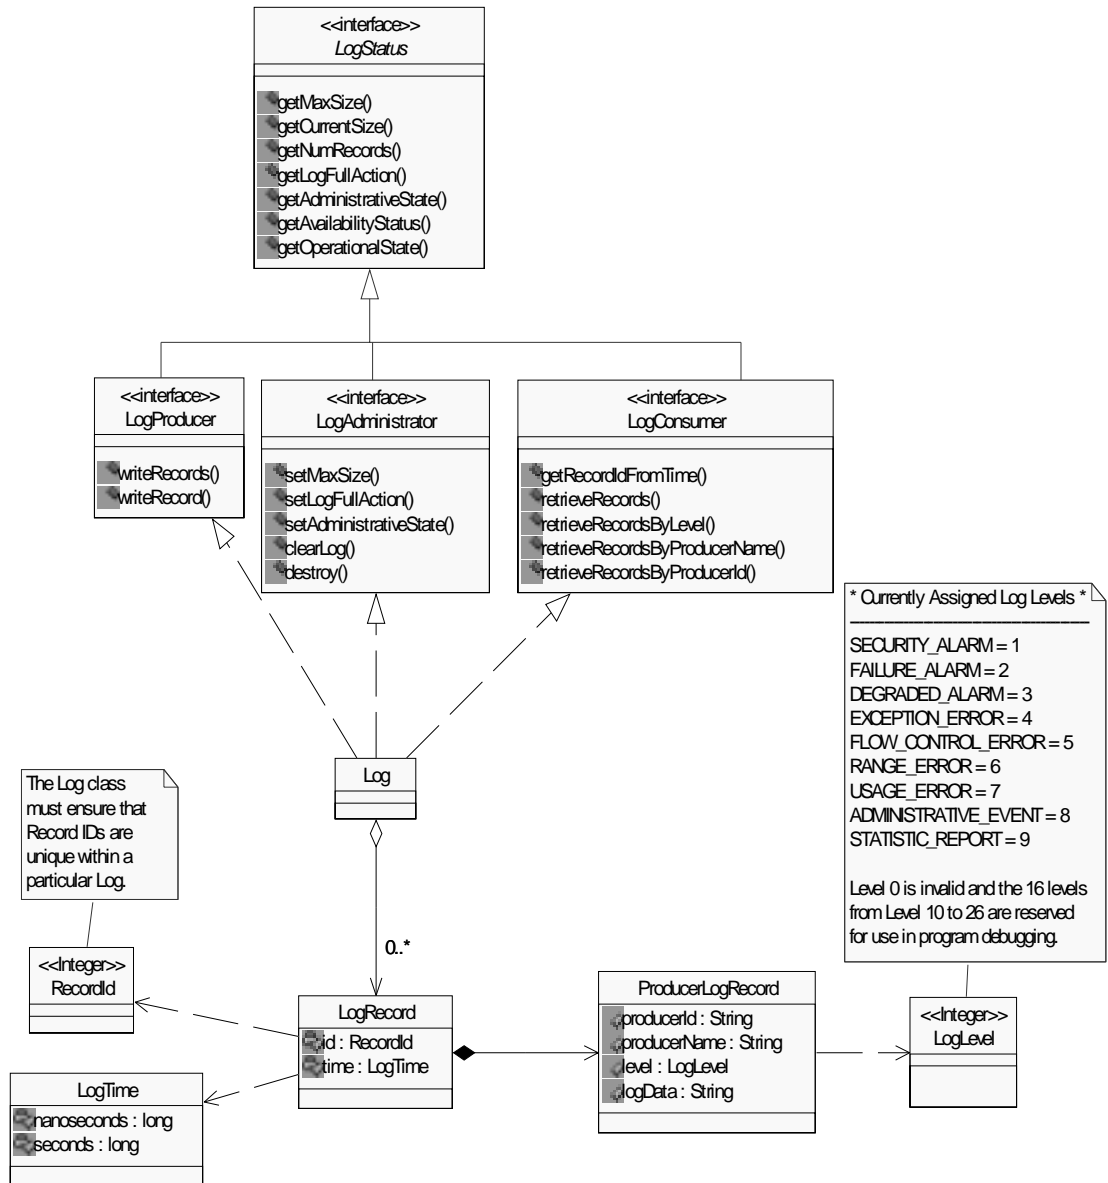 <<interface>>
LogStatus
getMaxSize()
getCurrentSize()
getNumRecords()
getLogFullAction()
getAdministrativeState()
getAvailabilityStatus()
getOperationalState()
<<interface>>
LogProducer
writeRecords()
writeRecord()
<<interface>>
LogAdministrator
setMaxSize()
setLogFullAction()
setAdministrativeState()
clearLog()
destroy()
<<interface>>
LogConsumer
getRecordIdFromTime()
retrieveRecords()
retrieveRecordsByLevel()
retrieveRecordsByProducerName()
retrieveRecordsByProducerId()
* Currently Assigned Log Levels *
SECURITY_ALARM = 1
FAILURE_ALARM = 2
DEGRADED_ALARM = 3
EXCEPTION_ERROR = 4
FLOW_CONTROL_ERROR = 5
RANGE_ERROR = 6
USAGE_ERROR = 7
ADMINISTRATIVE_EVENT = 8
STATISTIC_REPORT = 9
Level 0 is invalid and the 16 levels
from Level 10 to 26 are reserved
for use in program debugging.
Log
The Log class
must ensure that
Record IDs are
unique within a
particular Log.
0..*
<<Integer>>
RecordId
LogRecord
id : RecordId
time : LogTime
ProducerLogRecord
producerId : String
producerName : String
level : LogLevel
logData : String
<<Integer>>
LogLevel
LogTime
nanoseconds : long
seconds : long